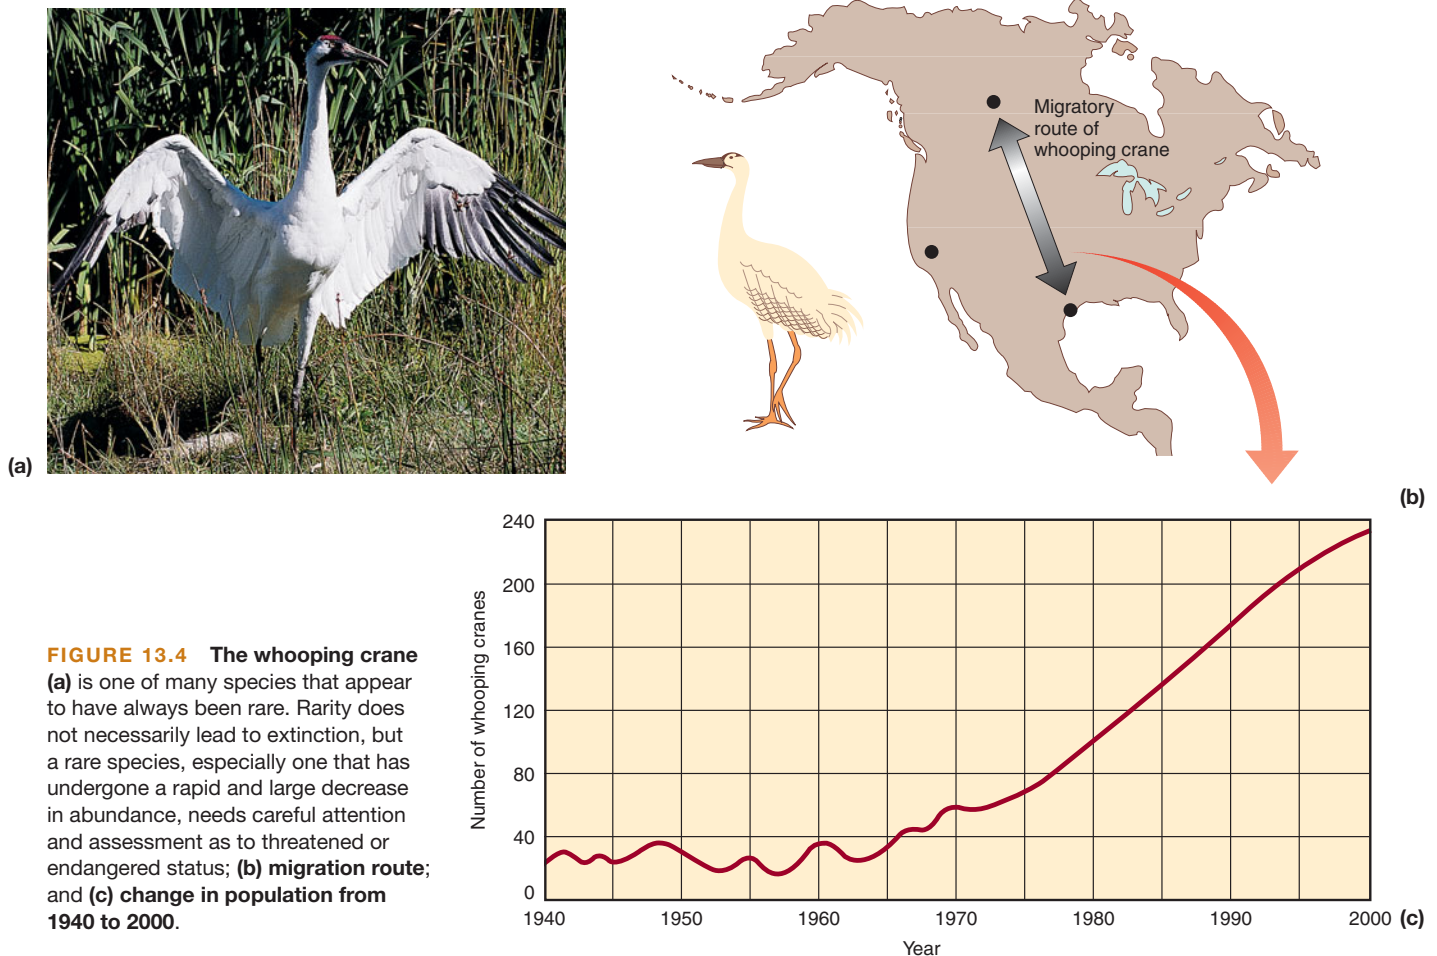 (a)
Migratory
route of
whooping crane
(b)
FIGURE 13.4 The whooping crane
(a) is one of many species that appear
to have always been rare. Rarity does
not necessarily lead to extinction, but
a rare species, especially one that has
undergone a rapid and large decrease
in abundance, needs careful attention
and assessment as to threatened or
endangered status; (b) migration route;
and (c) change in population from
1940 to 2000.
Number of whooping cranes
240
200
160
120
80
40
0
1940 1950 1960 1970 1980 1990 2000 (c)
Year